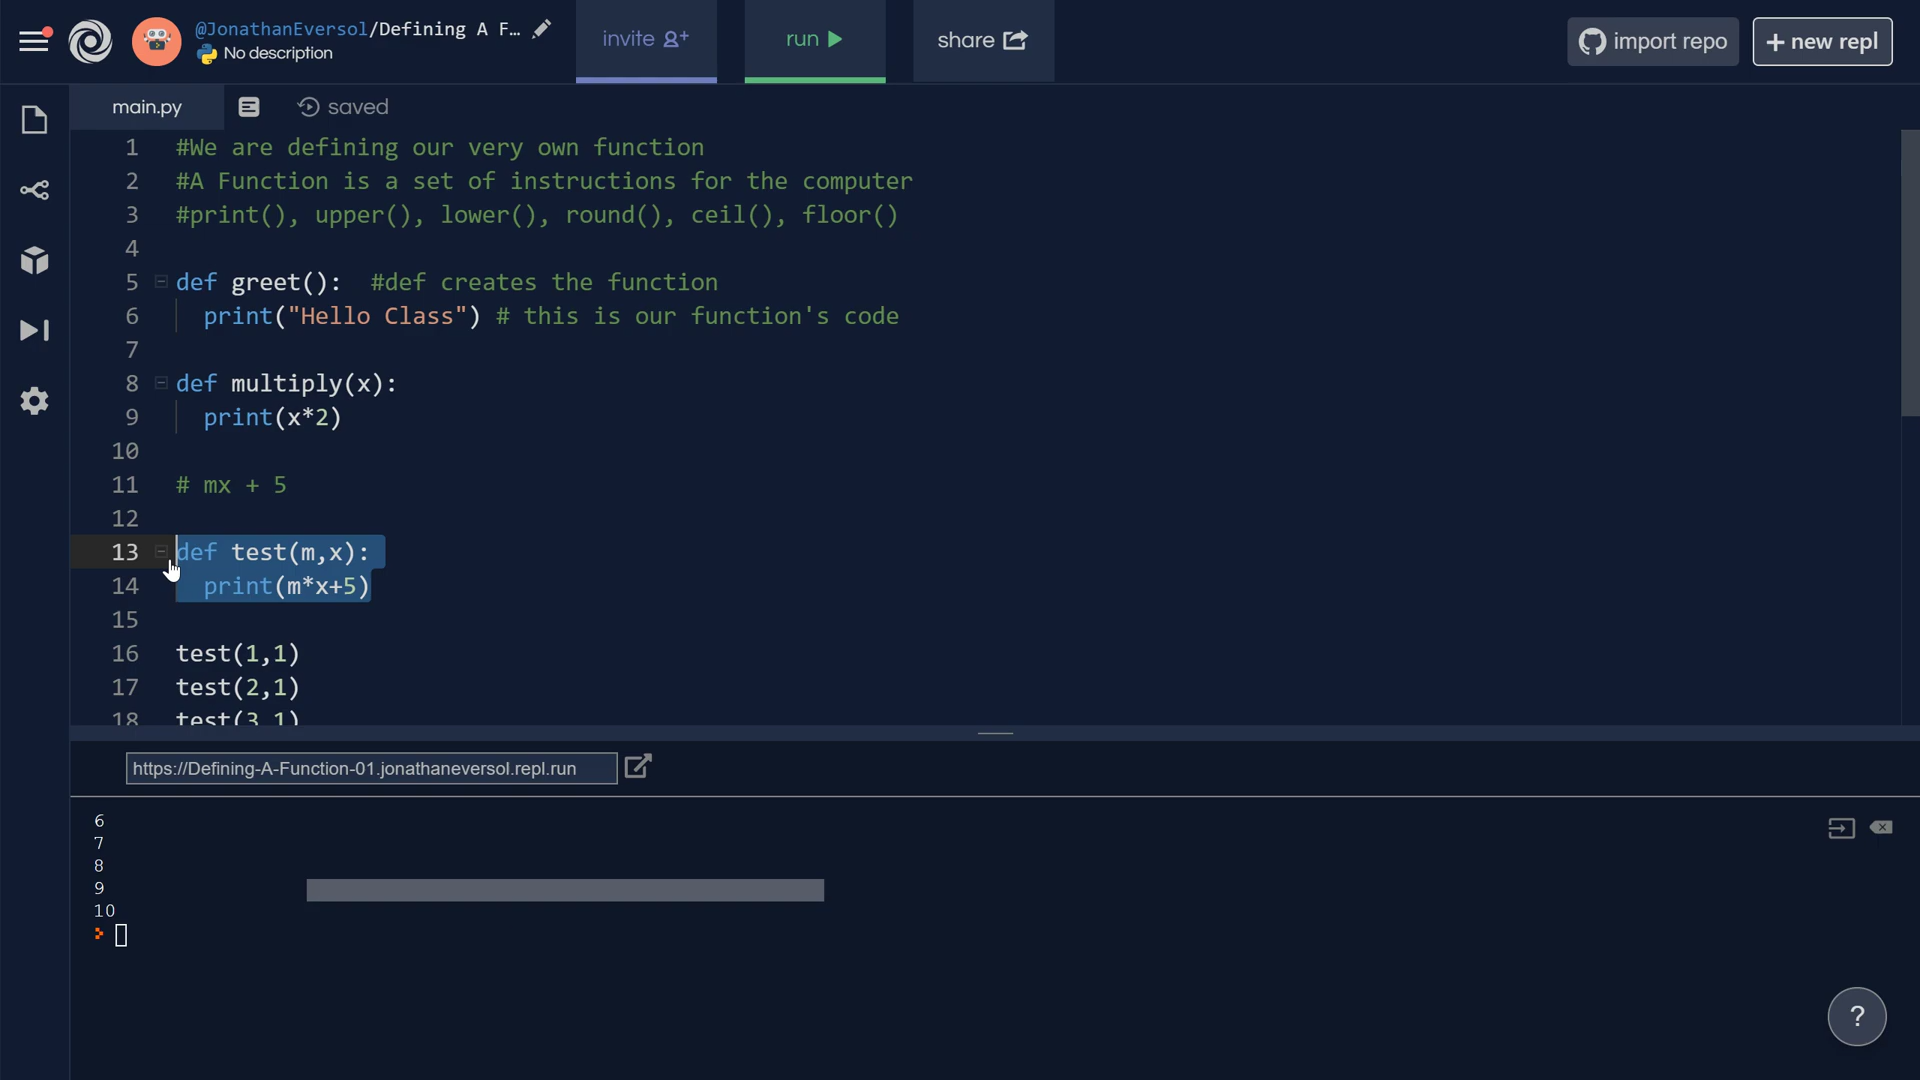 @JonathanEversol/Defining A F...
No description
invite
run
share
import repo
+ new repl
main.py
saved
1 #We are defining our very own function
2 #A Function is a set of instructions for the computer
3 #print(), upper(), lower(), round(), ceil(), floor()
4
5 def greet():  #def creates the function
6   print("Hello Class") # this is our function's code
7
8 def multiply(x):
9   print(x*2)
10
11 # mx + 5
12
13 def test(m,x):
14   print(m*x+5)
15
16 test(1,1)
17 test(2,1)
18 test(3,1)
https://Defining-A-Function-01.jonathaneversol.repl.run
6
7
8
9
10
?